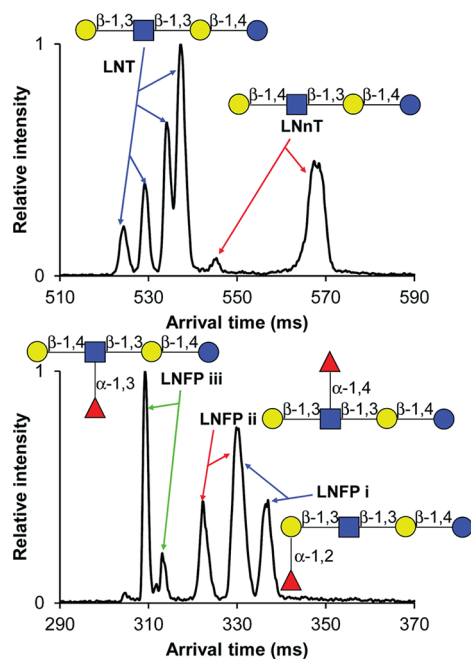 β-1,3 β-1,3 β-1,4
1
LNT
β-1,4 β-1,3 β-1,4
LNnT
Relative intensity
0
510 530 550 570 590
Arrival time (ms)
β-1,4 β-1,3 β-1,4
1
α-1,3
LNFP iii
α-1,4
LNFP ii
β-1,3 β-1,3 β-1,4
LNFP i
β-1,3 β-1,3 β-1,4
α-1,2
Relative intensity
0
290 310 330 350 370
Arrival time (ms)